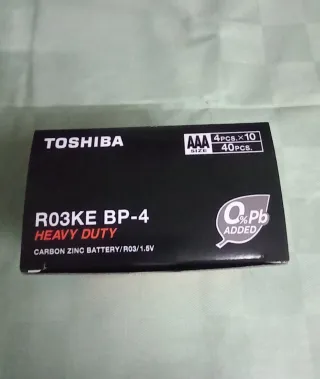 TOSHIBA
AAA SIZE
4PCS.×10
40PCS.
R03KE BP-4
HEAVY DUTY
CARBON ZINC BATTERY/R03/1.5V
0%Pb
ADDED